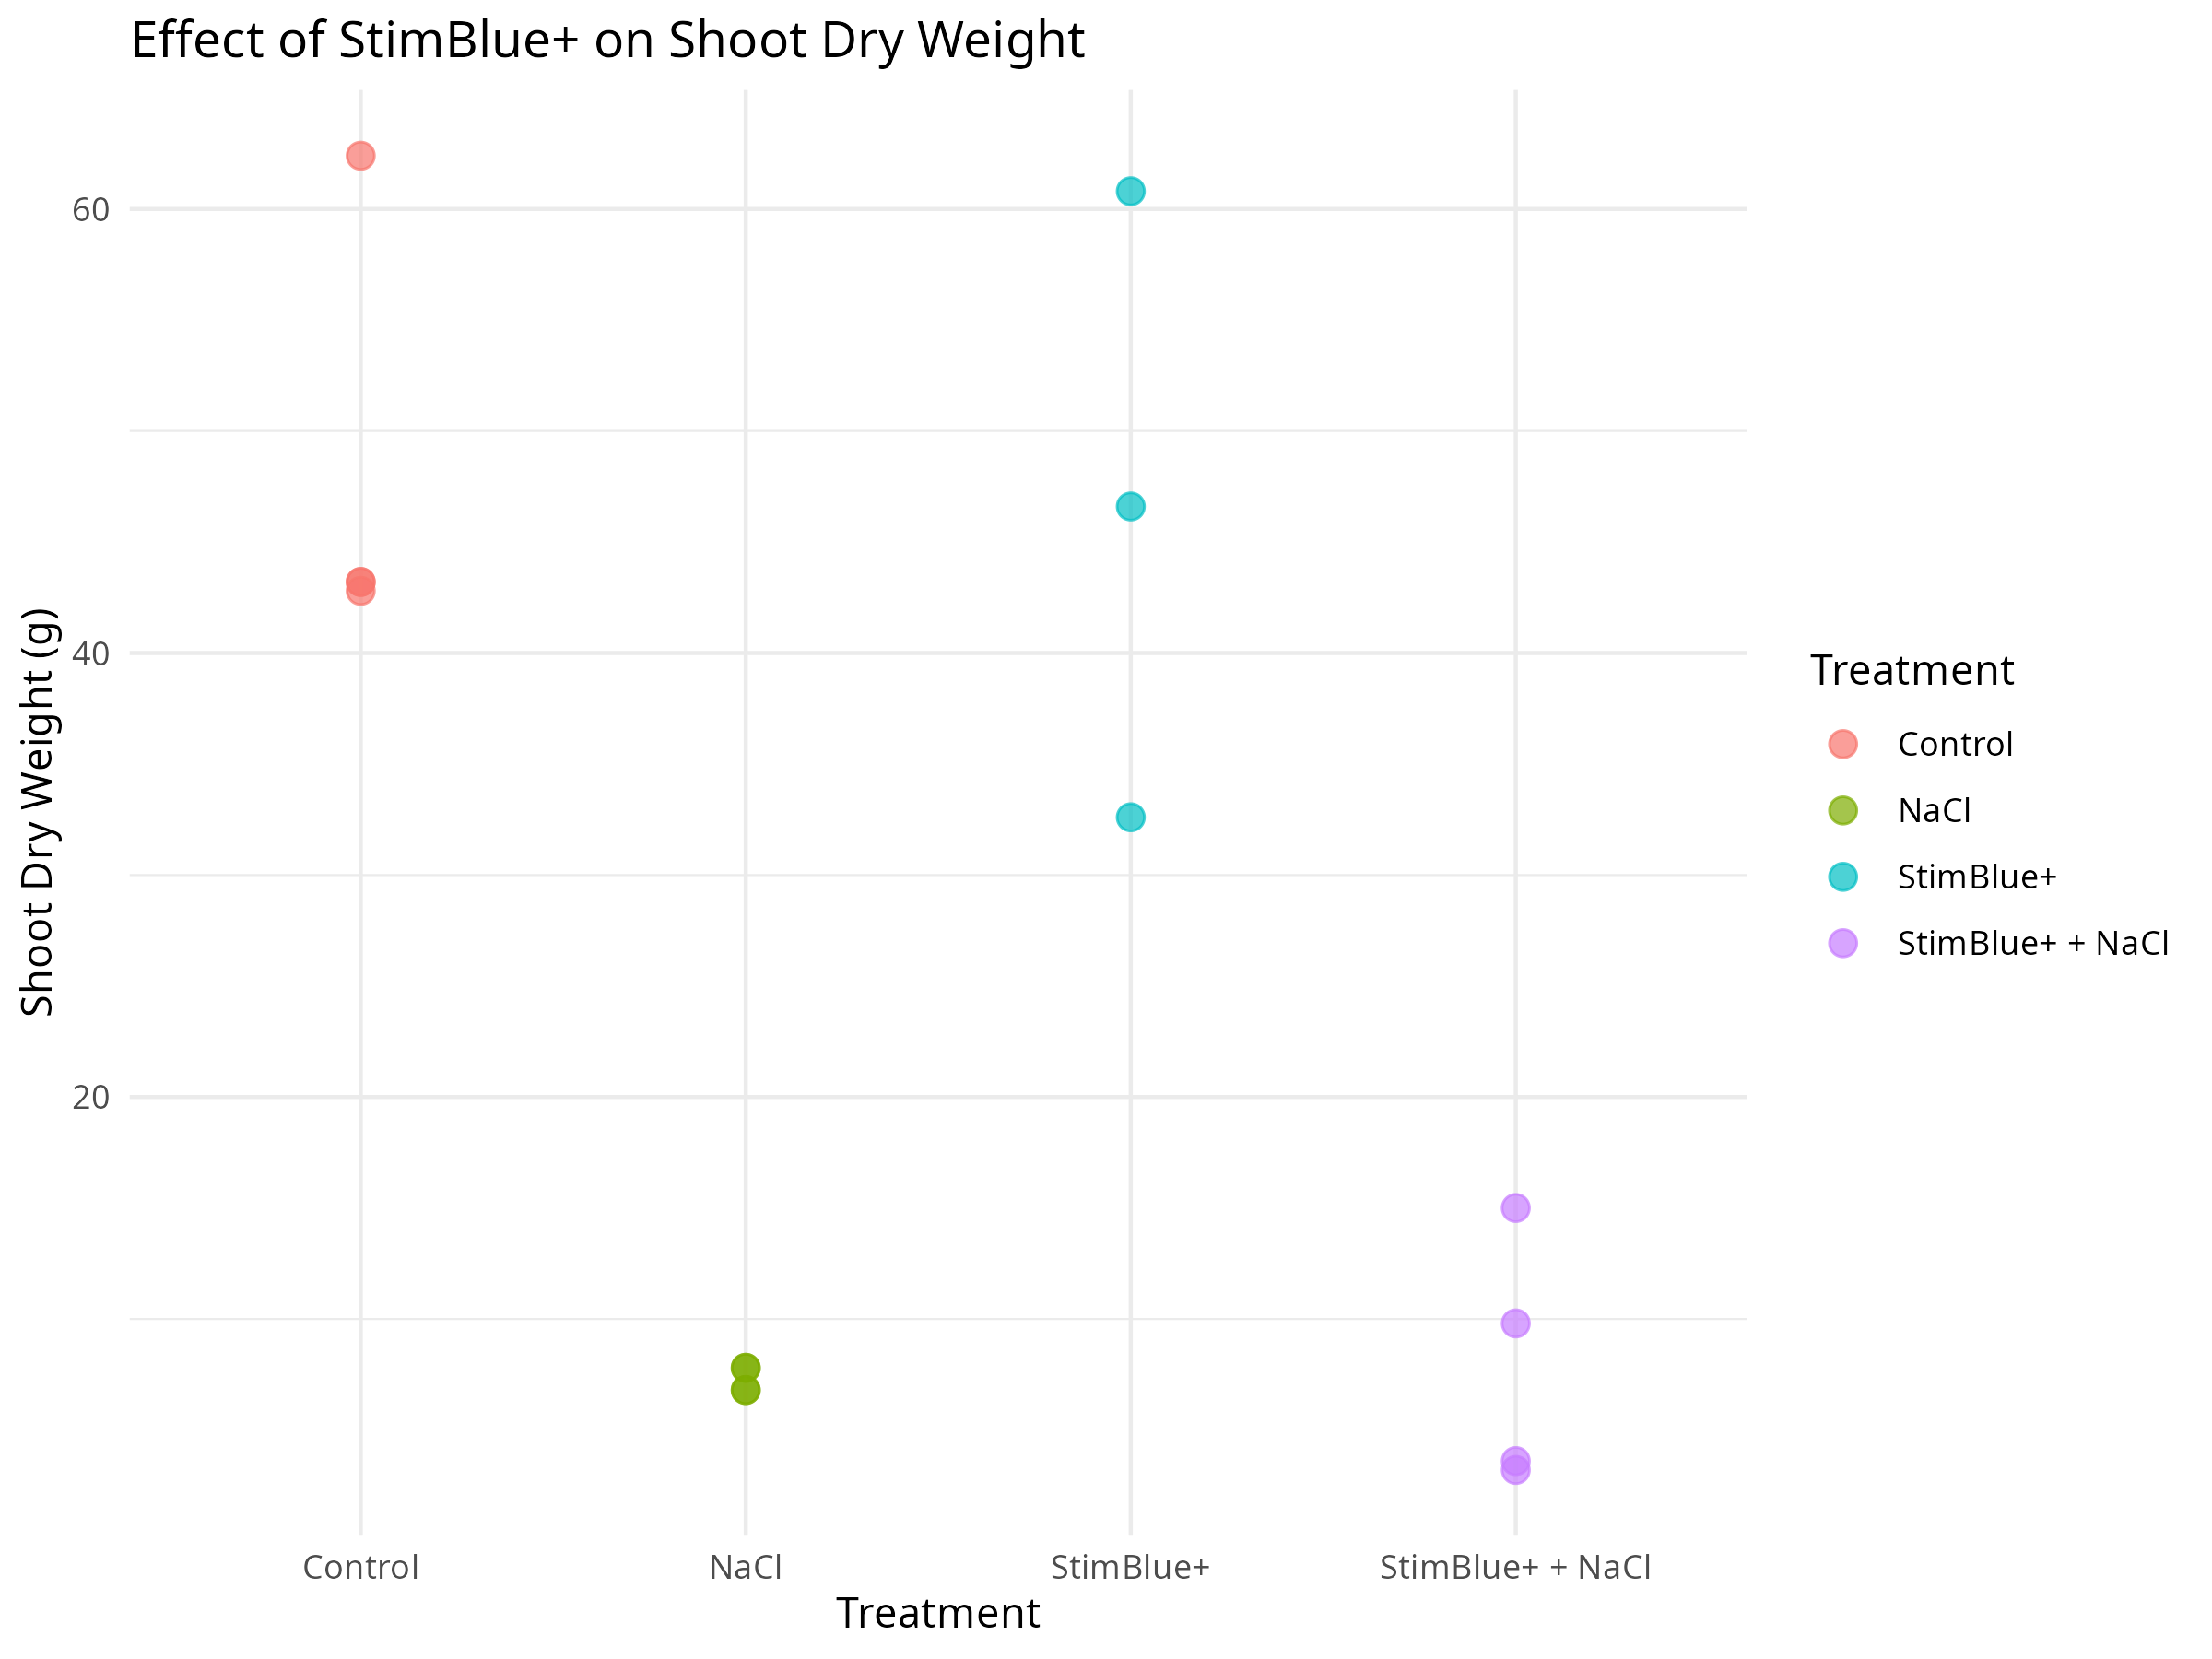 Effect of StimBlue+ on Shoot Dry Weight
Shoot Dry Weight (g)
60
40
20
Control
NaCl
StimBlue+
StimBlue+ + NaCl
Treatment
Treatment
Control
NaCl
StimBlue+
StimBlue+ + NaCl